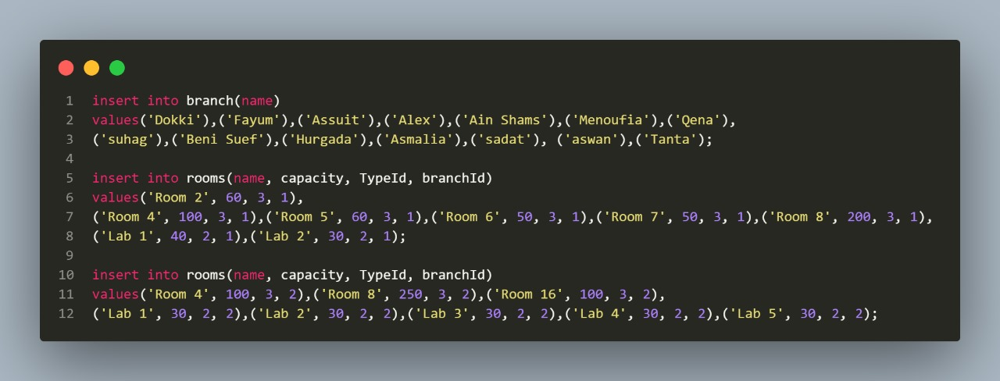 1 insert into branch(name)
2 values('Dokki'),('Fayum'),('Assuit'),('Alex'),('Ain Shams'),('Menoufia'),('Qena'),
3 ('suhag'),('Beni Suef'),('Hurgada'),('Asmalia'),('sadat'), ('aswan'),('Tanta');
4
5 insert into rooms(name, capacity, TypeId, branchId)
6 values('Room 2', 60, 3, 1),
7 ('Room 4', 100, 3, 1),('Room 5', 60, 3, 1),('Room 6', 50, 3, 1),('Room 7', 50, 3, 1),('Room 8', 200, 3, 1),
8 ('Lab 1', 40, 2, 1),('Lab 2', 30, 2, 1);
9
10 insert into rooms(name, capacity, TypeId, branchId)
11 values('Room 4', 100, 3, 2),('Room 8', 250, 3, 2),('Room 16', 100, 3, 2),
12 ('Lab 1', 30, 2, 2),('Lab 2', 30, 2, 2),('Lab 3', 30, 2, 2),('Lab 4', 30, 2, 2),('Lab 5', 30, 2, 2);